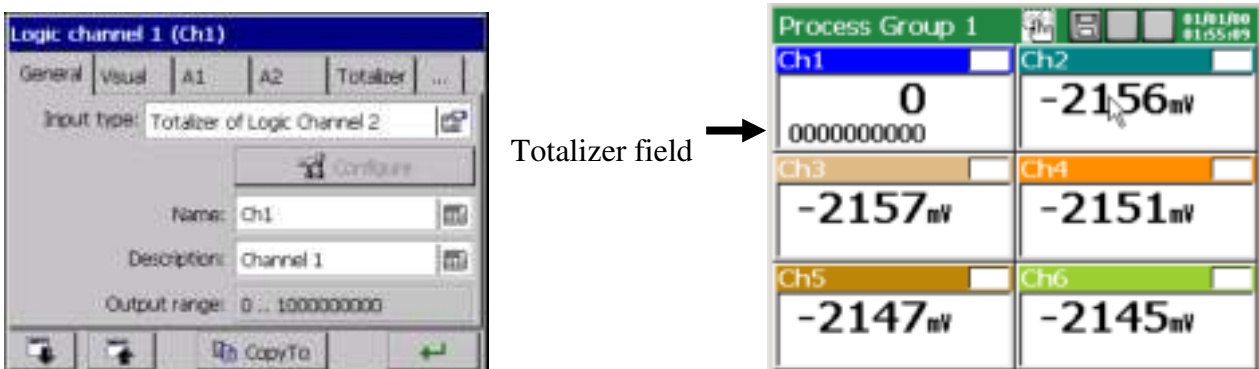 Logic channel 1 (Ch1)
General Visual A1 A2 Totalizer ...
Input type: Totalizer of Logic Channel 2
Configure
Name: Ch1
Description: Channel 1
Output range: 0 .. 1000000000
CopyTo
Totalizer field
Process Group 1 01/01/00
01:55:09
Ch1 Ch2
0 -2156mV
0000000000
Ch3 Ch4
-2157mV -2151mV
Ch5 Ch6
-2147mV -2145mV